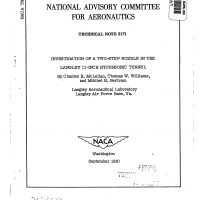 NATIONAL ADVISORY COMMITTEE
FOR AERONAUTICS
TECHNICAL NOTE 2171
INVESTIGATION OF A TWO-STEP NOZZLE IN THE
LANGLEY 11-INCH HYPERSONIC TUNNEL
By Charles H. McLellan, Thomas W. Williams,
and Mitchel H. Bertram
Langley Aeronautical Laboratory
Langley Air Force Base, Va.
NACA
Washington
September 1950